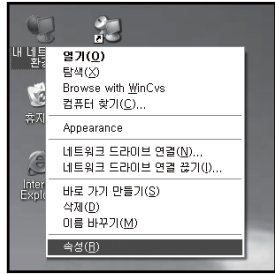 내 네트
환경
휴지
Inter
Explo
열기(O)
탐색(X)
Browse with WinCvs
컴퓨터 찾기(C)...
Appearance
네트워크 드라이브 연결(N)...
네트워크 드라이브 연결 끊기(I)...
바로 가기 만들기(S)
삭제(D)
이름 바꾸기(M)
속성(R)